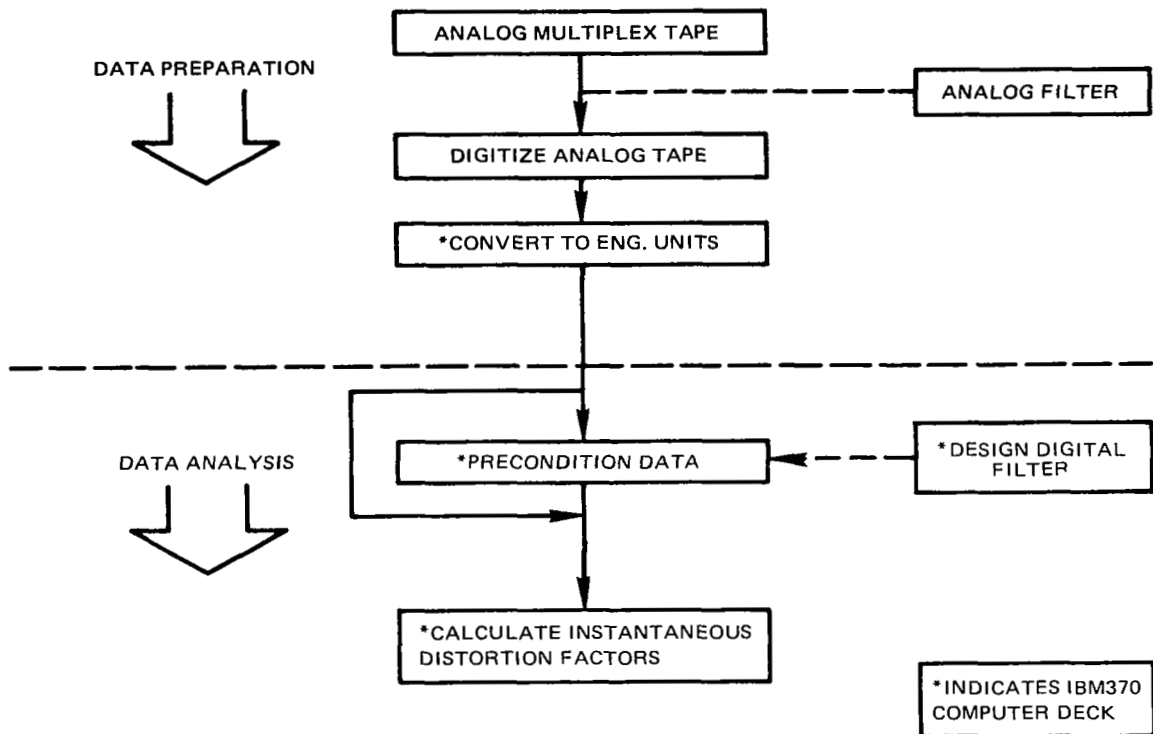 ANALOG MULTIPLEX TAPE
DATA PREPARATION
ANALOG FILTER
DIGITIZE ANALOG TAPE
*CONVERT TO ENG. UNITS
DATA ANALYSIS
*PRECONDITION DATA
*DESIGN DIGITAL
FILTER
*CALCULATE INSTANTANEOUS
DISTORTION FACTORS
*INDICATES IBM370
COMPUTER DECK